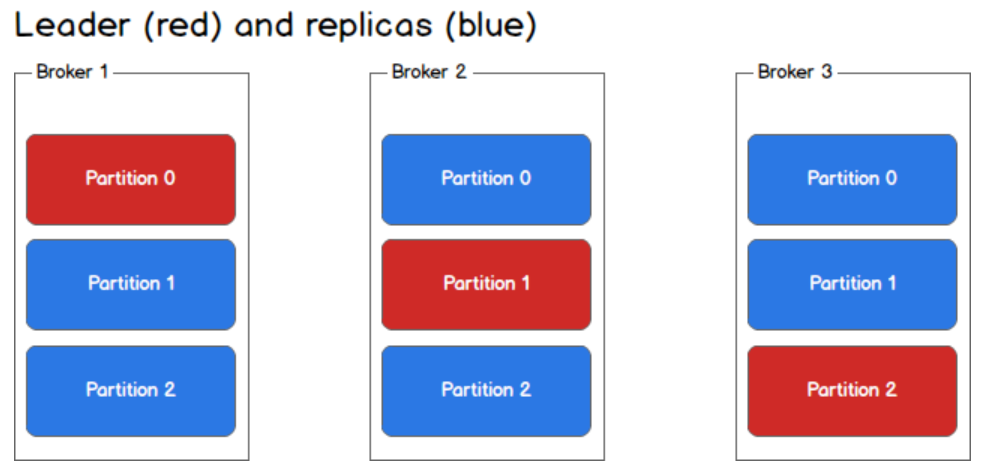 Leader (red) and replicas (blue)
Broker 1
Partition 0
Partition 1
Partition 2
Broker 2
Partition 0
Partition 1
Partition 2
Broker 3
Partition 0
Partition 1
Partition 2